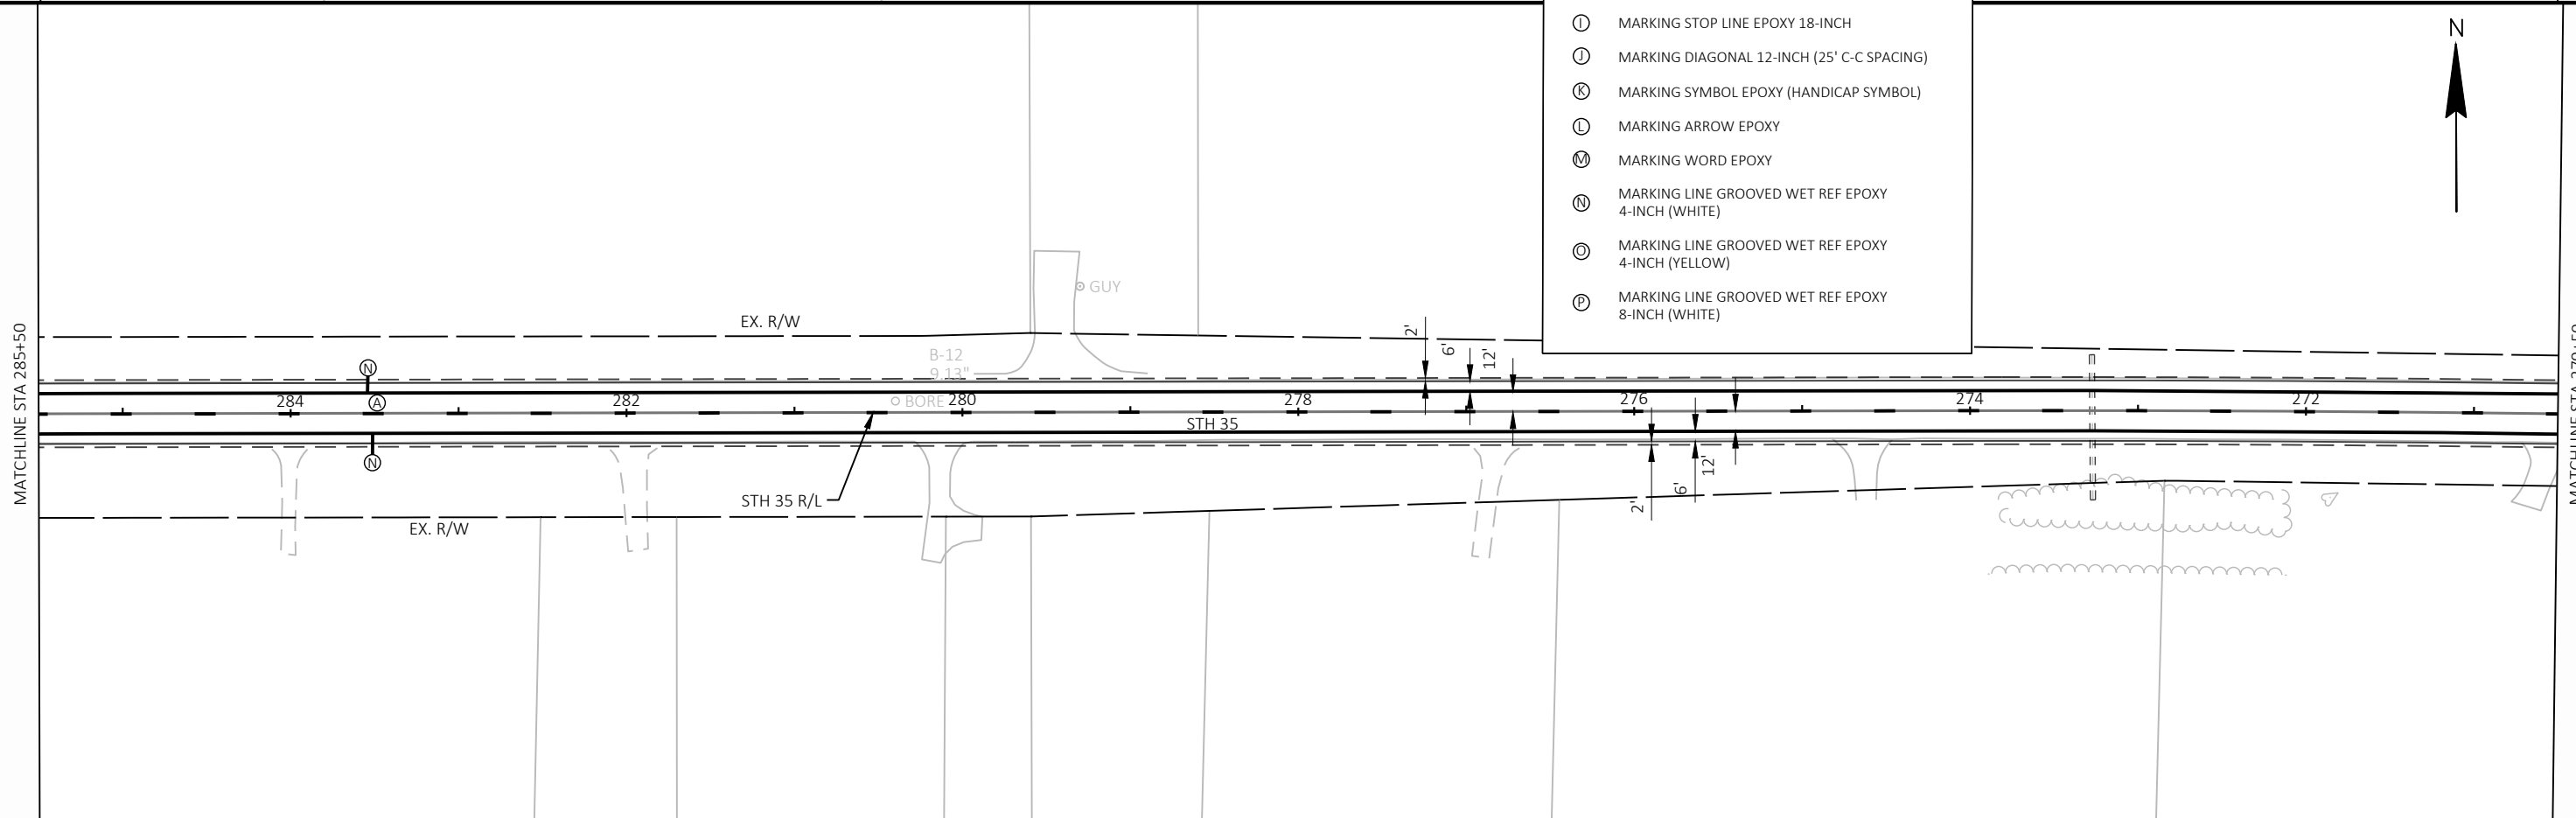 I MARKING STOP LINE EPOXY 18-INCH
J MARKING DIAGONAL 12-INCH (25' C-C SPACING)
K MARKING SYMBOL EPOXY (HANDICAP SYMBOL)
L MARKING ARROW EPOXY
M MARKING WORD EPOXY
N MARKING LINE GROOVED WET REF EPOXY
4-INCH (WHITE)
O MARKING LINE GROOVED WET REF EPOXY
4-INCH (YELLOW)
P MARKING LINE GROOVED WET REF EPOXY
8-INCH (WHITE)
N
MATCHLINE STA 285+50
EX. R/W
GUY
B-12
9.13"
BORE
2'
6'
12'
N
A
N
284
282
280
278
276
274
272
STH 35
STH 35 R/L
EX. R/W
2'
6'
12'
MATCHLINE STA 270+50